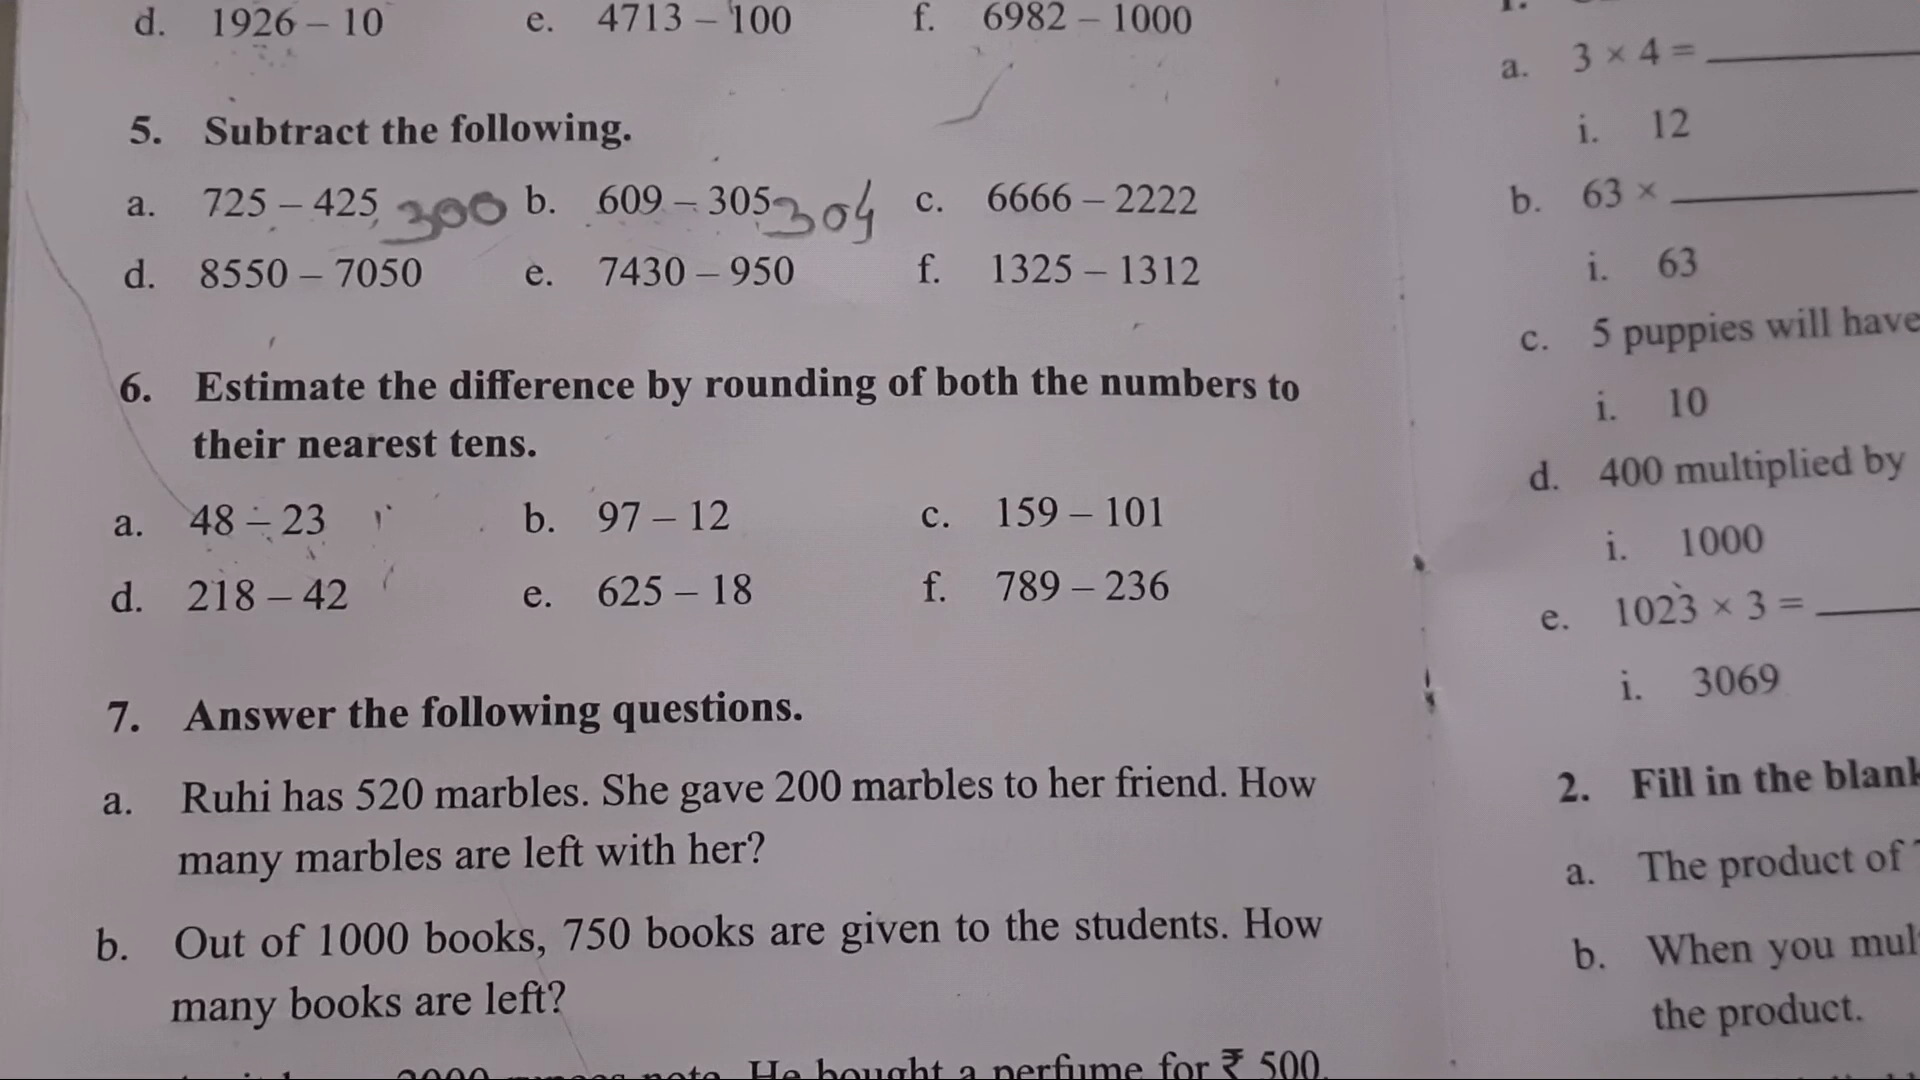 d. 1926 – 10 e. 4713 – 100 f. 6982 – 1000
5. Subtract the following.
a. 725 – 425 300 b. 609 – 305 304 c. 6666 – 2222
d. 8550 – 7050 e. 7430 – 950 f. 1325 – 1312
6. Estimate the difference by rounding of both the numbers to
their nearest tens.
a. 48 – 23 b. 97 – 12 c. 159 – 101
d. 218 – 42 e. 625 – 18 f. 789 – 236
7. Answer the following questions.
a. Ruhi has 520 marbles. She gave 200 marbles to her friend. How
many marbles are left with her?
b. Out of 1000 books, 750 books are given to the students. How
many books are left?
He bought a perfume for ₹ 500.
a. 3 × 4 =
i. 12
b. 63 ×
i. 63
c. 5 puppies will have
i. 10
d. 400 multiplied by
i. 1000
e. 1023 × 3 =
i. 3069
2. Fill in the blank
a. The product of
b. When you mul
the product.